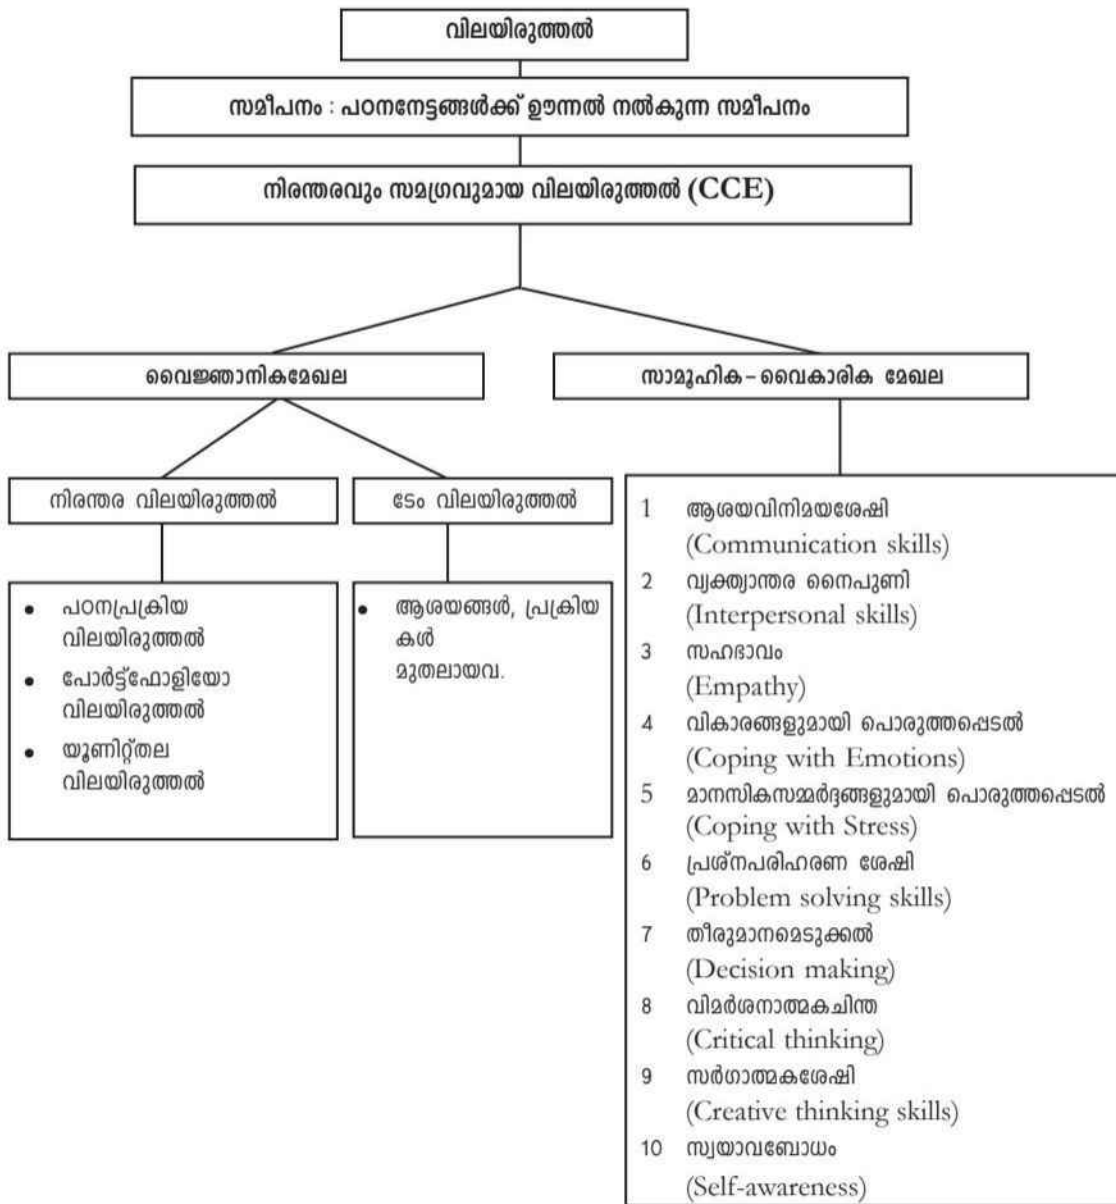 വിലയിരുത്തൽ
സമീപനം : പഠനനേട്ടങ്ങൾക്ക് ഊന്നൽ നൽകുന്ന സമീപനം
നിരന്തരവും സമഗ്രവുമായ വിലയിരുത്തൽ (CCE)
വൈജ്ഞാനികമേഖല
സാമൂഹിക-വൈകാരിക മേഖല
നിരന്തര വിലയിരുത്തൽ
ടേം വിലയിരുത്തൽ
• പഠനപ്രക്രിയ
വിലയിരുത്തൽ
• പോർട്ട്ഫോളിയോ
വിലയിരുത്തൽ
• യൂണിറ്റ്തല
വിലയിരുത്തൽ
• ആശയങ്ങൾ, പ്രക്രിയ
കൾ
മുതലായവ.
1 ആശയവിനിമയശേഷി
(Communication skills)
2 വ്യക്ത്യാന്തര നൈപുണി
(Interpersonal skills)
3 സഹഭാവം
(Empathy)
4 വികാരങ്ങളുമായി പൊരുത്തപ്പെടൽ
(Coping with Emotions)
5 മാനസികസമ്മർദ്ദങ്ങളുമായി പൊരുത്തപ്പെടൽ
(Coping with Stress)
6 പ്രശ്നപരിഹരണ ശേഷി
(Problem solving skills)
7 തീരുമാനമെടുക്കൽ
(Decision making)
8 വിമർശനാത്മകചിന്ത
(Critical thinking)
9 സർഗാത്മകശേഷി
(Creative thinking skills)
10 സ്വയാവബോധം
(Self-awareness)